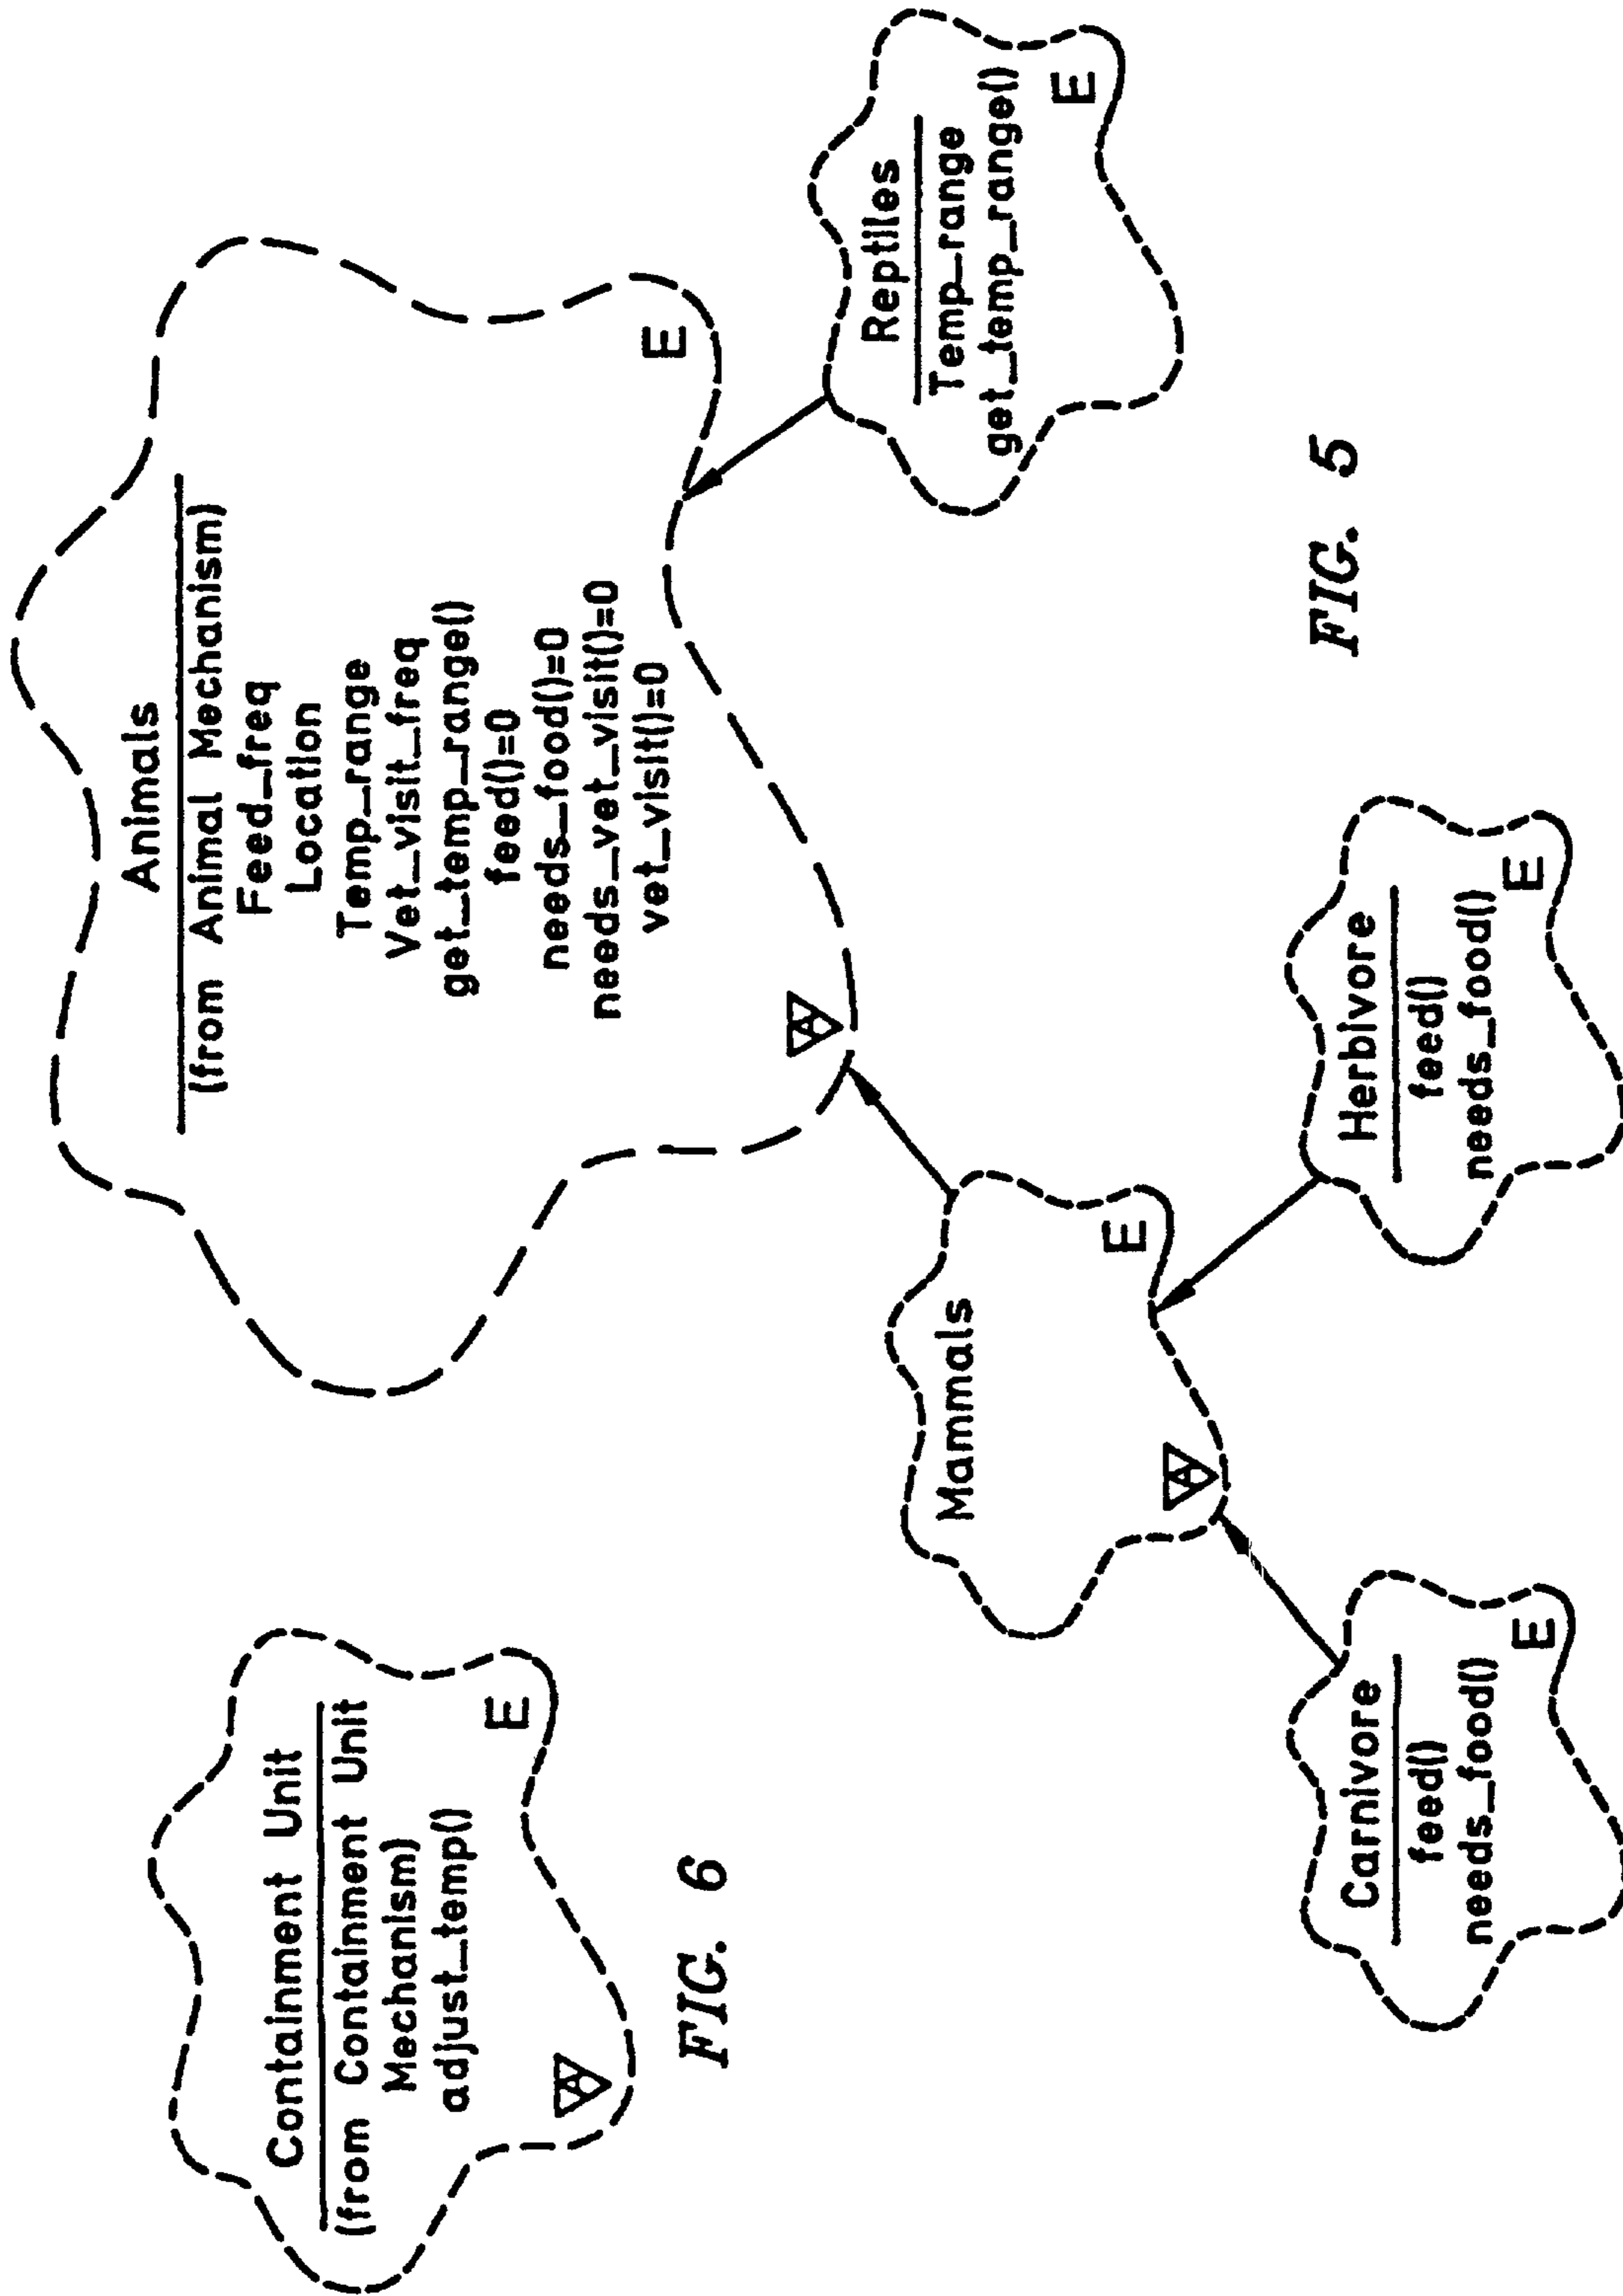 Containment Unit
(from Containment Unit
Mechanism)
adjust_temp()
A
E
FIG. 6
Animals
(from Animal Mechanism)
Feed_freq
Location
Temp_range
Vet_visit_freq
get_temp_range()
feed()=0
needs_food()=0
needs_vet_visit()=0
vet_visit()=0
A
E
Mammals
A
E
Reptiles
Temp_range
get_temp_range()
E
Carnivore
feed()
needs_food()
E
Herbivore
feed()
needs_food()
E
FIG. 5